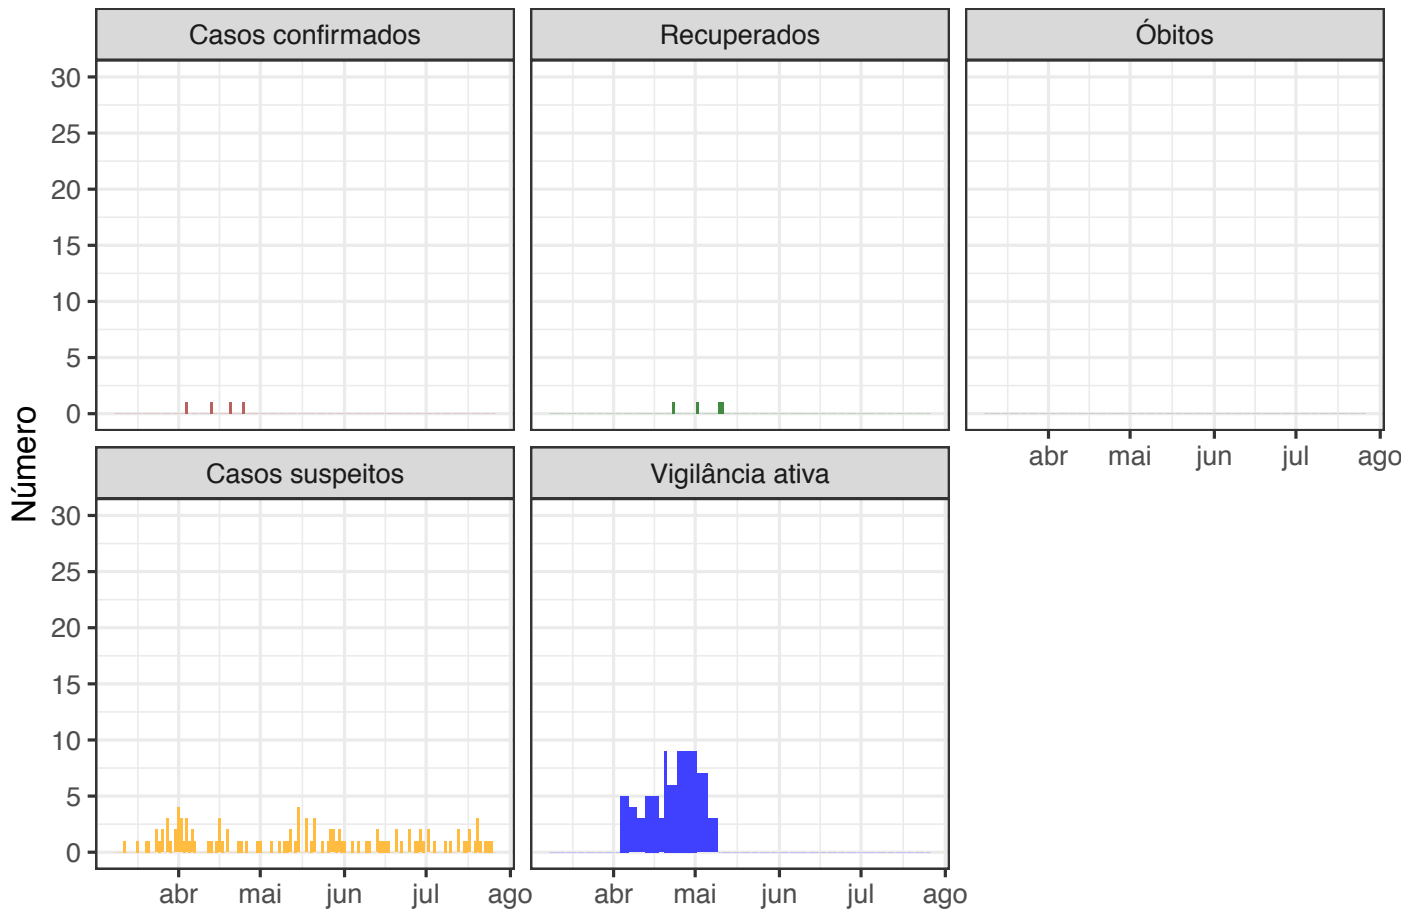 Casos confirmados
Recuperados
Óbitos
30
25
20
15
10
5
0
abr mai jun jul ago
Número
Casos suspeitos
Vigilância ativa
30
25
20
15
10
5
0
abr mai jun jul ago
abr mai jun jul ago